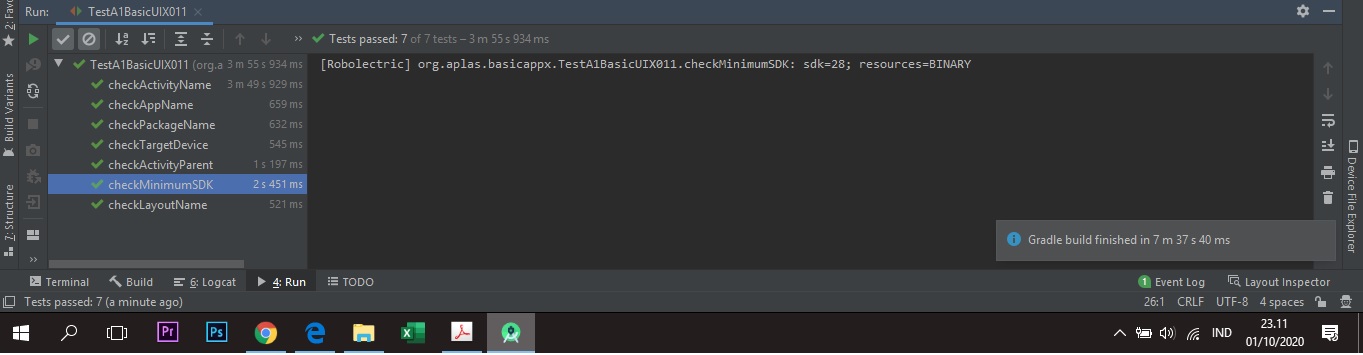 Run: TestA1BasicUIX011 ×
2: Favo
Build Variants
7: Structure
» Tests passed: 7 of 7 tests – 3 m 55 s 934 ms
TestA1BasicUIX011 (org.a 3 m 55 s 934 ms
checkActivityName 3 m 49 s 929 ms
checkAppName 659 ms
checkPackageName 632 ms
checkTargetDevice 545 ms
checkActivityParent 1 s 197 ms
checkMinimumSDK 2 s 451 ms
checkLayoutName 521 ms
»
[Robolectric] org.aplas.basicappx.TestA1BasicUIX011.checkMinimumSDK: sdk=28; resources=BINARY
Device File Explorer
Gradle build finished in 7 m 37 s 40 ms
Terminal Build 6: Logcat 4: Run TODO 1 Event Log Layout Inspector
Tests passed: 7 (a minute ago) 26:1 CRLF UTF-8 4 spaces
Pr Ps X IND 23.11
01/10/2020